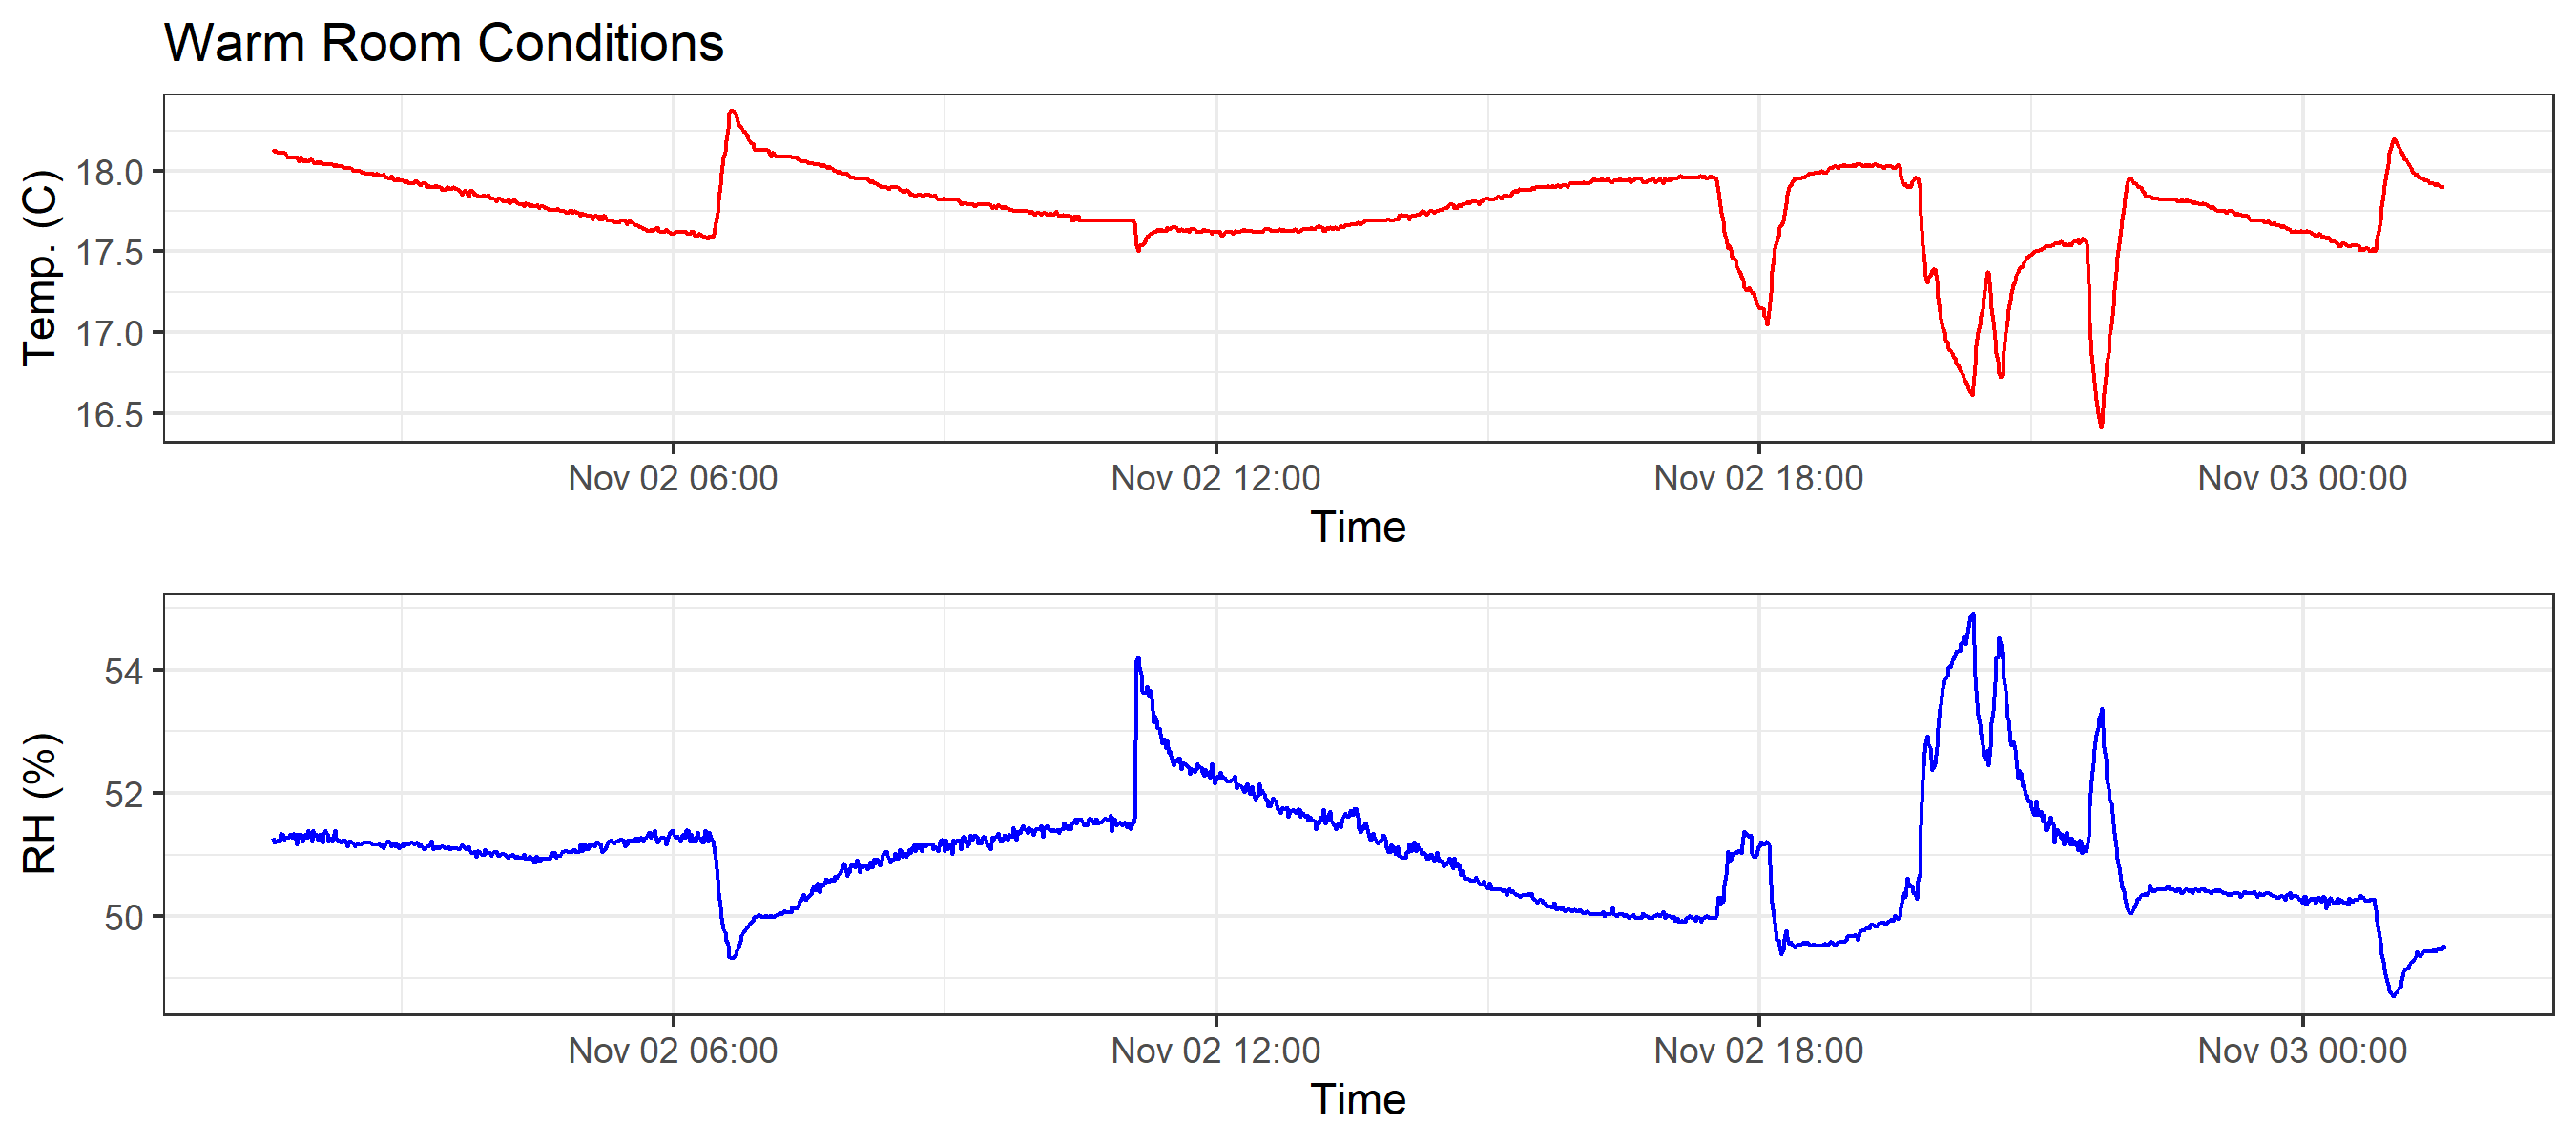 Warm Room Conditions
Temp. (C)
18.0
17.5
17.0
16.5
Nov 02 06:00 Nov 02 12:00 Nov 02 18:00 Nov 03 00:00
Time
RH (%)
54
52
50
Nov 02 06:00 Nov 02 12:00 Nov 02 18:00 Nov 03 00:00
Time